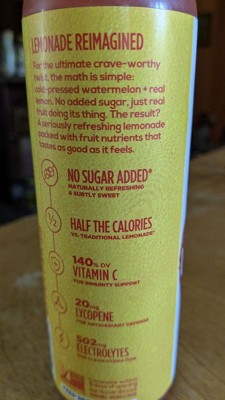 LEMONADE REIMAGINED
For the ultimate crave-worthy
twist, the math is simple:
cold-pressed watermelon + real
lemon. No added sugar, just real
fruit doing its thing. The result?
A seriously refreshing lemonade
packed with fruit nutrients that
tastes as good as it feels.
NO SUGAR ADDED*
NATURALLY REFRESHING
& SUBTLY SWEET
1/2
HALF THE CALORIES
VS. TRADITIONAL LEMONADE*
140% DV
VITAMIN C
FOR IMMUNITY SUPPORT
20mg
LYCOPENE
FOR ANTIOXIDANT DEFENSE
502mg
ELECTROLYTES